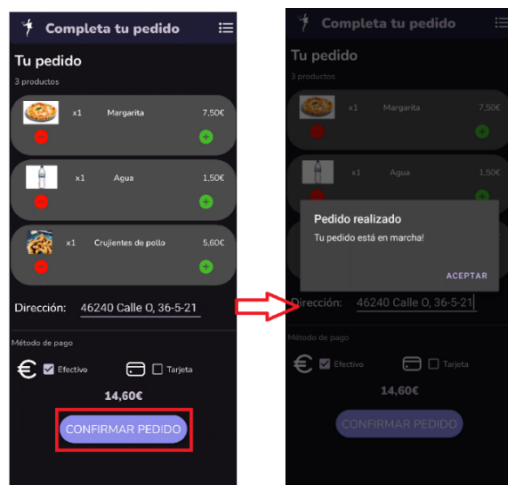 Completa tu pedido
Tu pedido
3 productos
x1 Margarita 7,50€
x1 Agua 1,50€
x1 Crujientes de pollo 5,60€
Dirección: 46240 Calle O, 36-5-21
Método de pago
Efectivo Tarjeta
14,60€
CONFIRMAR PEDIDO
Completa tu pedido
Tu pedido
3 productos
x1 Margarita 7,50€
x1 Agua 1,50€
Pedido realizado
Tu pedido está en marcha!
ACEPTAR
Dirección: 46240 Calle O, 36-5-21
Método de pago
Efectivo Tarjeta
14,60€
CONFIRMAR PEDIDO